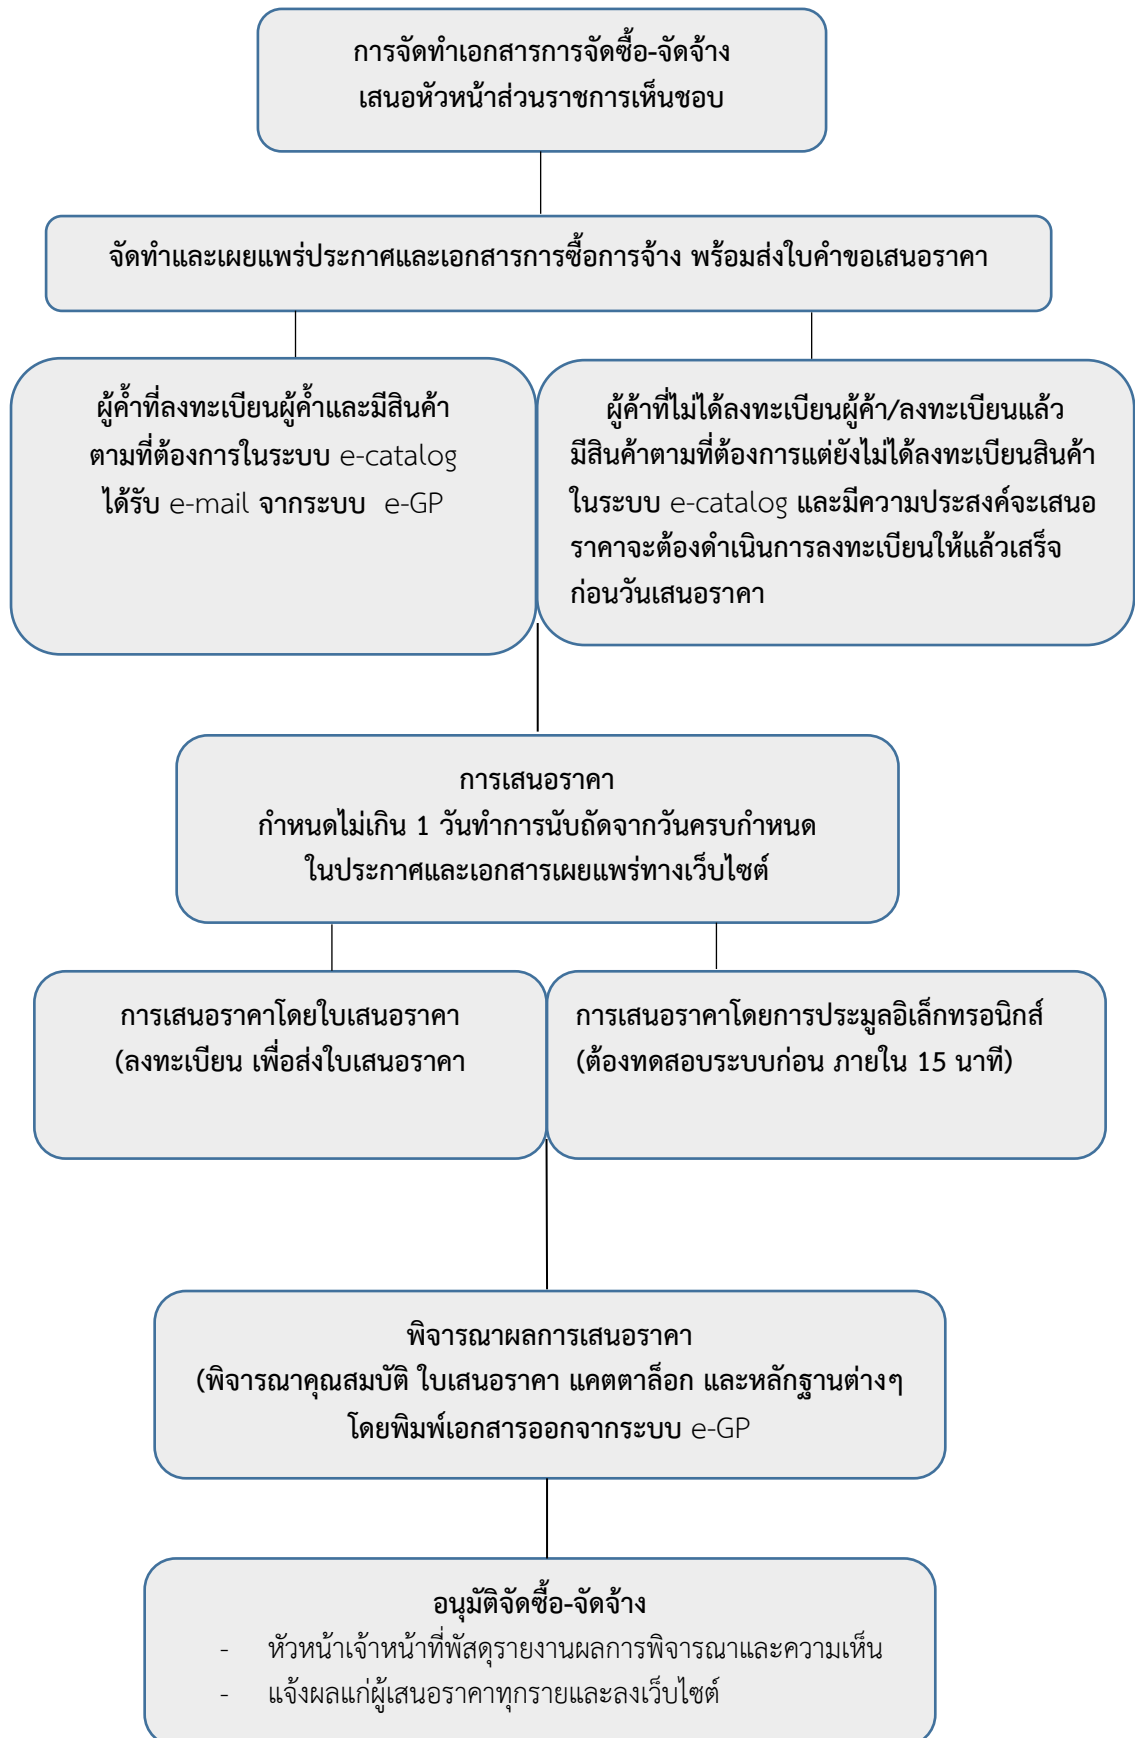 การจัดทำเอกสารการจัดซื้อ-จัดจ้าง
เสนอหัวหน้าส่วนราชการเห็นชอบ
จัดทำและเผยแพร่ประกาศและเอกสารการซื้อการจ้าง พร้อมส่งใบคำขอเสนอราคา
ผู้ค้ำที่ลงทะเบียนผู้ค้ำและมีสินค้า
ตามที่ต้องการในระบบ e-catalog
ได้รับ e-mail จากระบบ e-GP
ผู้ค้าที่ไม่ได้ลงทะเบียนผู้ค้า/ลงทะเบียนแล้ว
มีสินค้าตามที่ต้องการแต่ยังไม่ได้ลงทะเบียนสินค้า
ในระบบ e-catalog และมีความประสงค์จะเสนอ
ราคาจะต้องดำเนินการลงทะเบียนให้แล้วเสร็จ
ก่อนวันเสนอราคา
การเสนอราคา
กำหนดไม่เกิน 1 วันทำการนับถัดจากวันครบกำหนด
ในประกาศและเอกสารเผยแพร่ทางเว็บไซต์
การเสนอราคาโดยใบเสนอราคา
(ลงทะเบียน เพื่อส่งใบเสนอราคา
การเสนอราคาโดยการประมูลอิเล็กทรอนิกส์
(ต้องทดสอบระบบก่อน ภายใน 15 นาที)
พิจารณาผลการเสนอราคา
(พิจารณาคุณสมบัติ ใบเสนอราคา แคตตาล็อก และหลักฐานต่างๆ
โดยพิมพ์เอกสารออกจากระบบ e-GP
อนุมัติจัดซื้อ-จัดจ้าง
- หัวหน้าเจ้าหน้าที่พัสดุรายงานผลการพิจารณาและความเห็น
- แจ้งผลแก่ผู้เสนอราคาทุกรายและลงเว็บไซต์